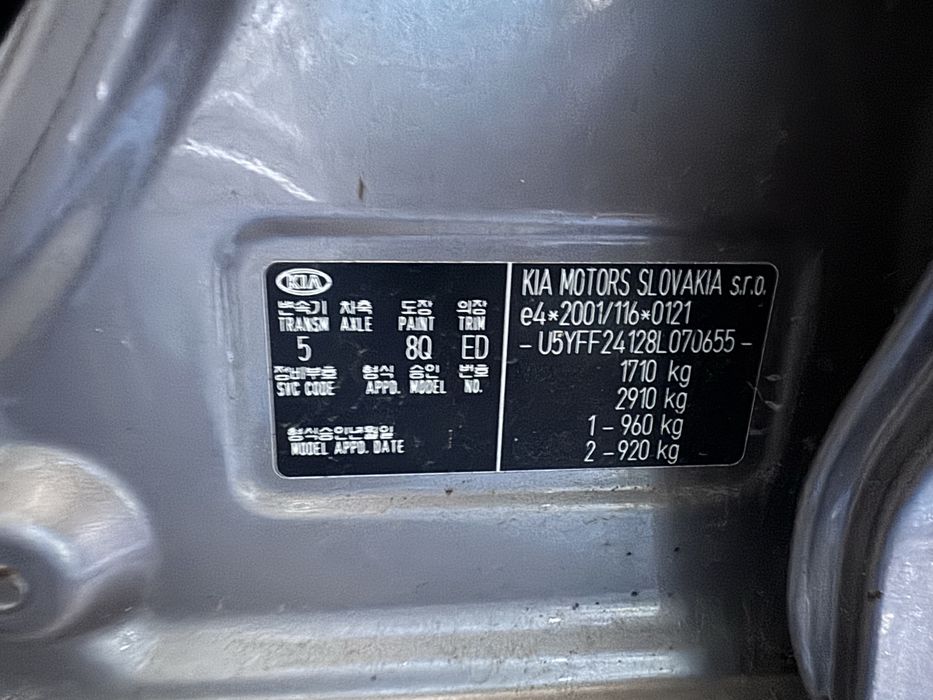 KIA
변속기 차축 도장 의장
TRANSM AXLE PAINT TRIM
5 8Q ED
정비부호 형식 승인 번호
SVC CODE APPD. MODEL NO.
형식승인년월일
MODEL APPD. DATE
KIA MOTORS SLOVAKIA s.r.o.
e4*2001/116*0121
- U5YFF24128L070655 -
1710 kg
2910 kg
1 - 960 kg
2 - 920 kg